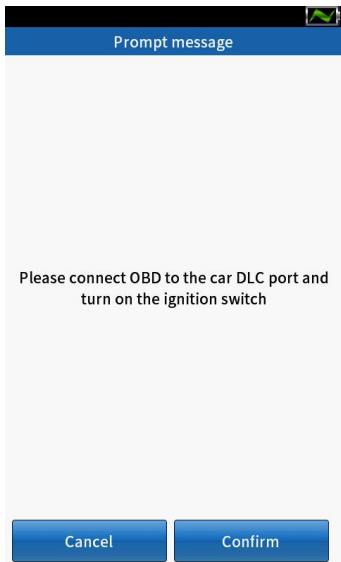 Prompt message
Please connect OBD to the car DLC port and
turn on the ignition switch
Cancel
Confirm